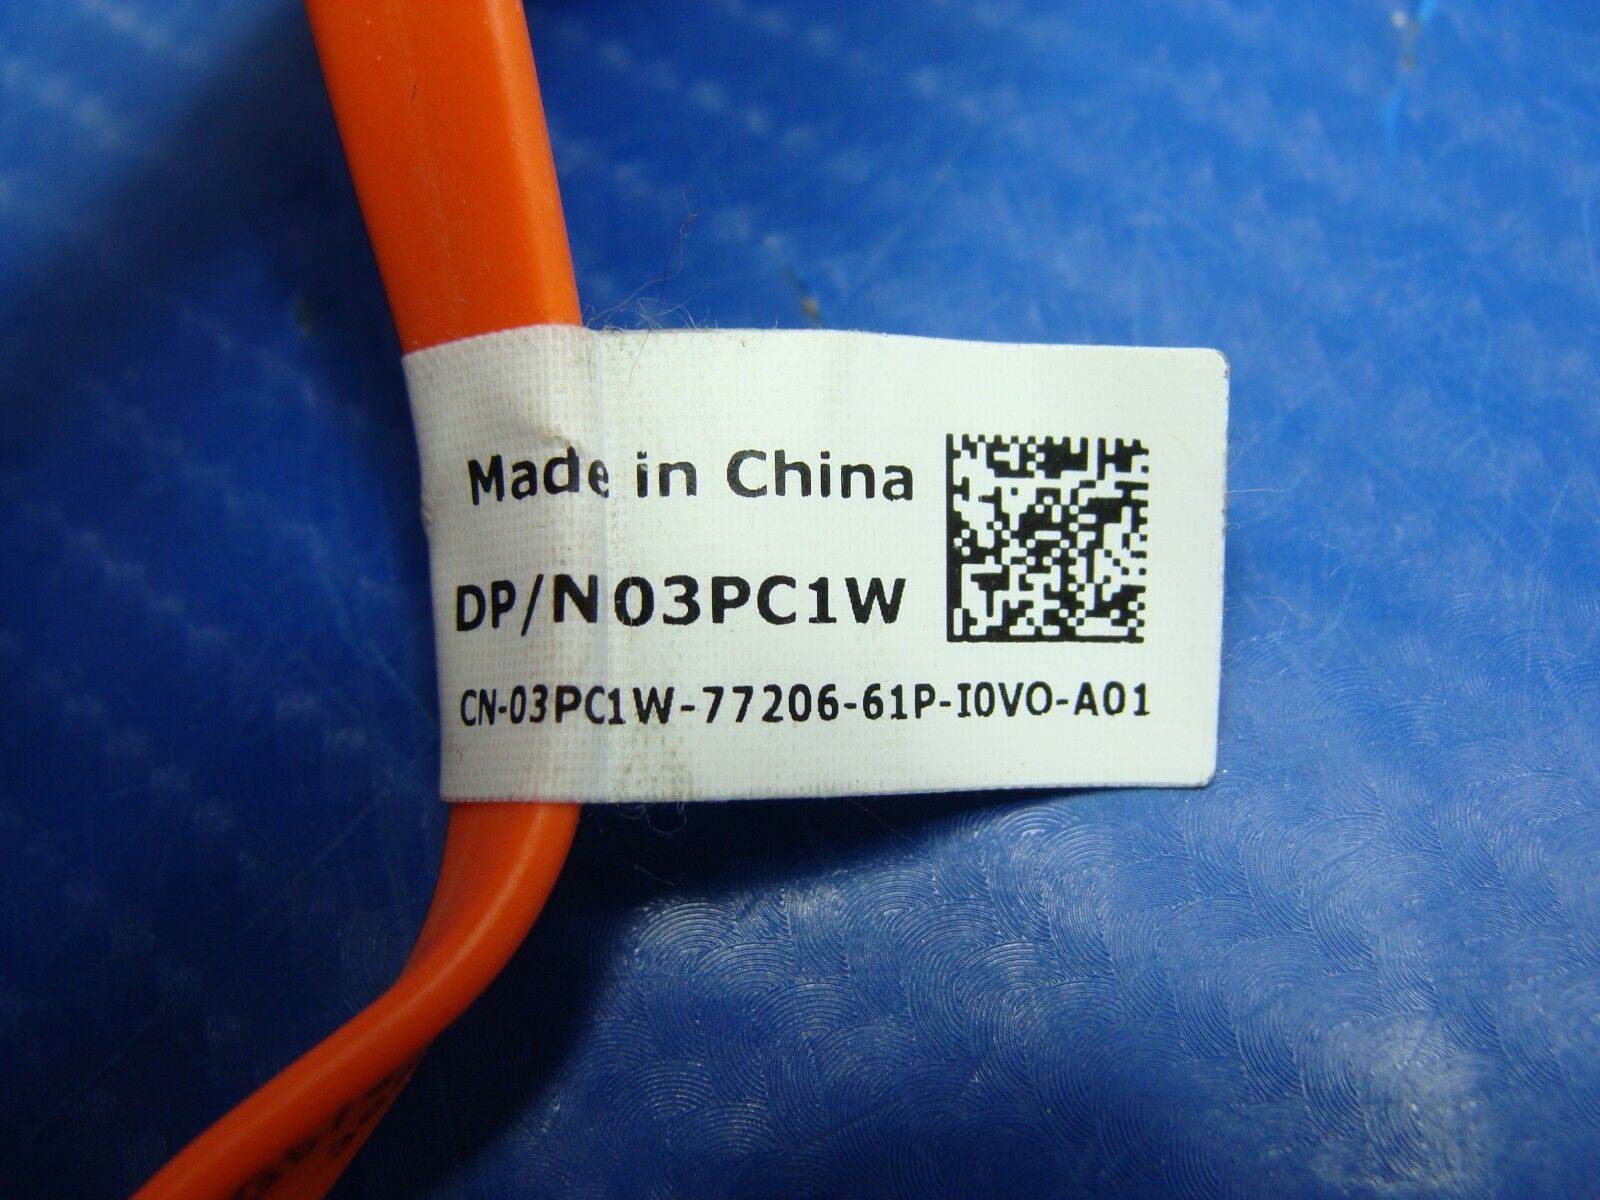 Made in China
DP/N03PC1W
CN-03PC1W-77206-61P-I0VO-A01